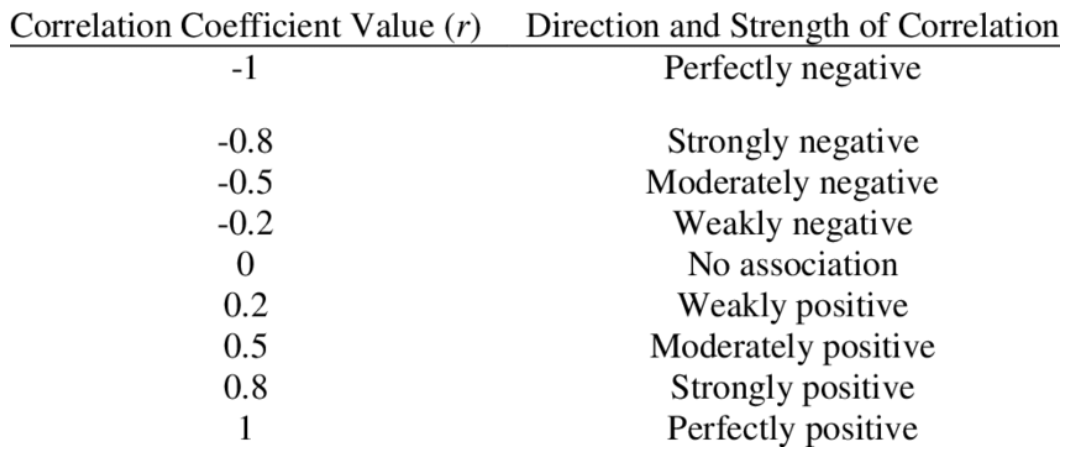 Correlation Coefficient Value (r) Direction and Strength of Correlation
-1 Perfectly negative
-0.8 Strongly negative
-0.5 Moderately negative
-0.2 Weakly negative
0 No association
0.2 Weakly positive
0.5 Moderately positive
0.8 Strongly positive
1 Perfectly positive